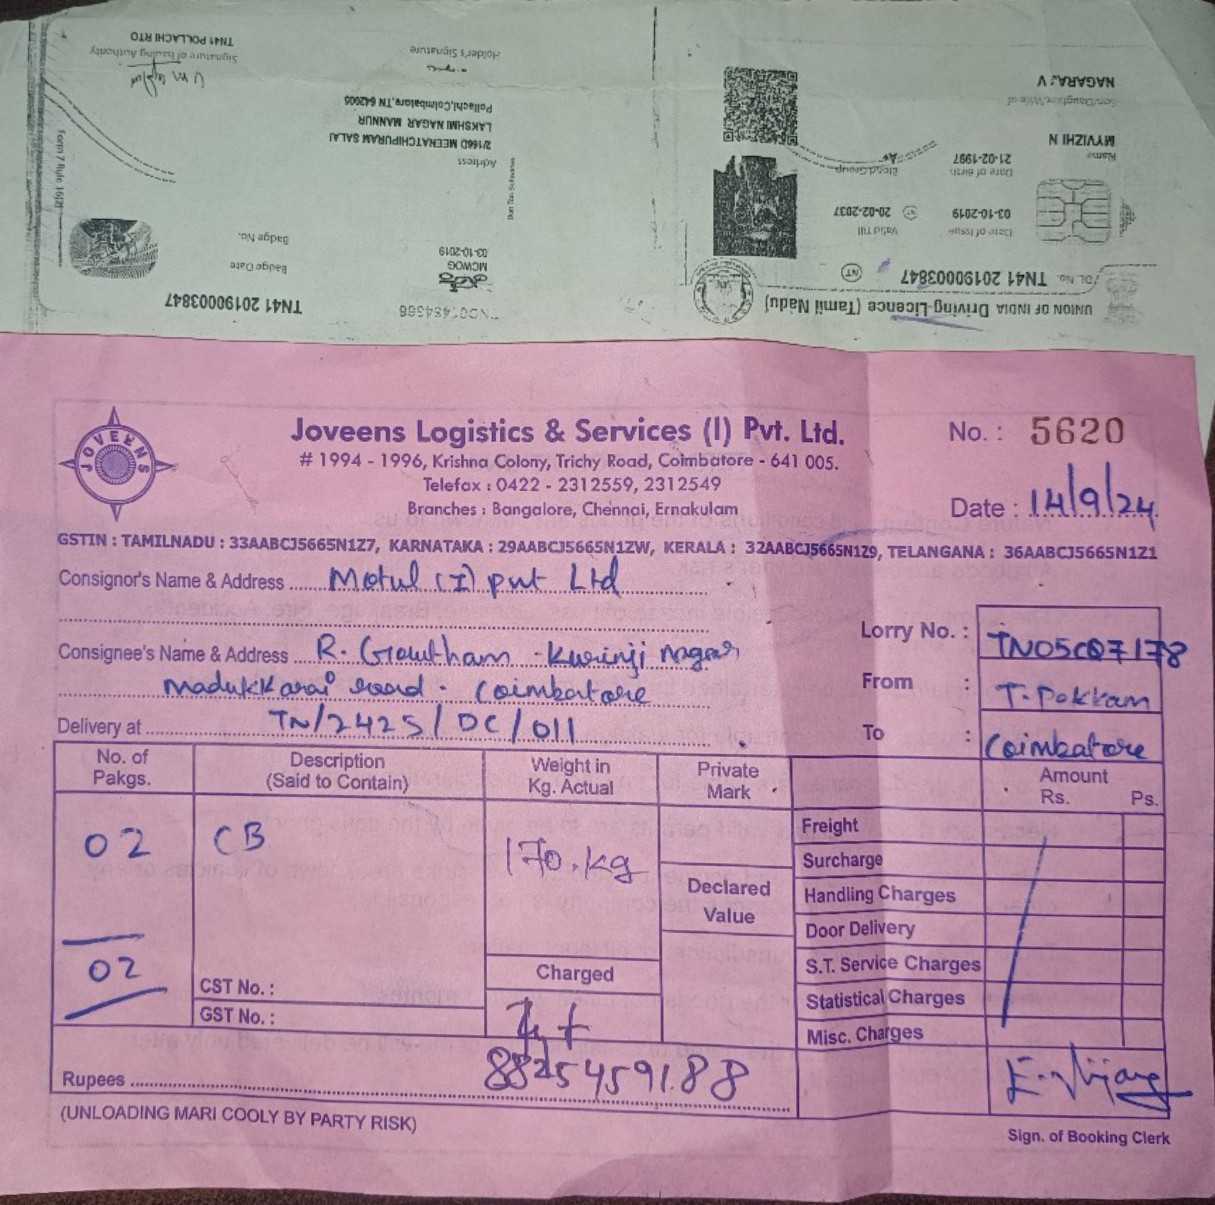 TN41 20190003847
Badge Date
Badge No.
MCWOG
03-10-2019
Address
2/166D MEENATCHIPURAM SALAI
LAKSHMI NAGAR MANNUR
Pollachi,Coimbatore,TN 642005
Form 7 Rule 16(2)
Signature of Issuing Authority
TN41 POLLACHI RTO
Holder's Signature
UNION OF INDIA Driving Licence (Tamil Nadu)
DL No. TN41 20190003847
NT
Date of Issue
Valid Till
03-10-2019
20-02-2037
NT
Date of Birth
Blood Group
21-02-1997
Name
MYVIZHI N
Son/Daughter/Wife of
NAGARAJ V
JOVEENS
Joveens Logistics & Services (I) Pvt. Ltd.
No. : 5620
# 1994 - 1996, Krishna Colony, Trichy Road, Coimbatore - 641 005.
Telefax : 0422 - 2312559, 2312549
Branches : Bangalore, Chennai, Ernakulam
Date : 14/9/24
GSTIN : TAMILNADU : 33AABCJ5665N1Z7, KARNATAKA : 29AABCJ5665N1ZW, KERALA : 32AABCJ5665N1Z9, TELANGANA : 36AABCJ5665N1Z1
Consignor's Name & Address Motul (I) pvt Ltd
Consignee's Name & Address R. Gowtham - Kurinji nagar
Madukkarai road - Coimbatore
Delivery at TN/2425/DC/011
Lorry No. : TN05CQ7178
From : T. Pakkam
To : Coimbatore
No. of Pakgs.
Description (Said to Contain)
Weight in Kg. Actual
Private Mark
Amount
Rs. Ps.
02 CB 170.kg
02
Declared Value
Charged
CST No. :
GST No. :
Freight
Surcharge
Handling Charges
Door Delivery
S.T. Service Charges
Statistical Charges
Misc. Charges
Rupees 8825459188
(UNLOADING MARI COOLY BY PARTY RISK)
Sign. of Booking Clerk